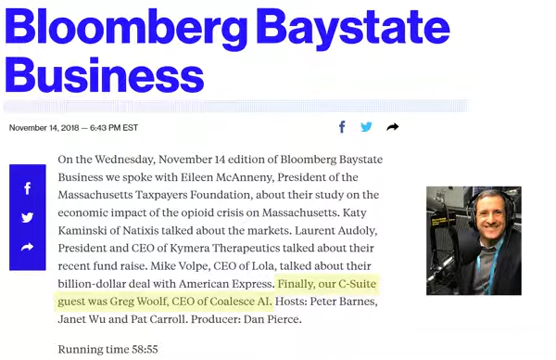 Bloomberg Baystate
Business
November 14, 2018 — 6:43 PM EST
On the Wednesday, November 14 edition of Bloomberg Baystate
Business we spoke with Eileen McAnneny, President of the
Massachusetts Taxpayers Foundation, about their study on the
economic impact of the opioid crisis on Massachusetts. Katy
Kaminski of Natixis talked about the markets. Laurent Audoly,
President and CEO of Kymera Therapeutics talked about their
recent fund raise. Mike Volpe, CEO of Lola, talked about their
billion-dollar deal with American Express. Finally, our C-Suite
guest was Greg Woolf, CEO of Coalesce AI. Hosts: Peter Barnes,
Janet Wu and Pat Carroll. Producer: Dan Pierce.
Running time 58:55